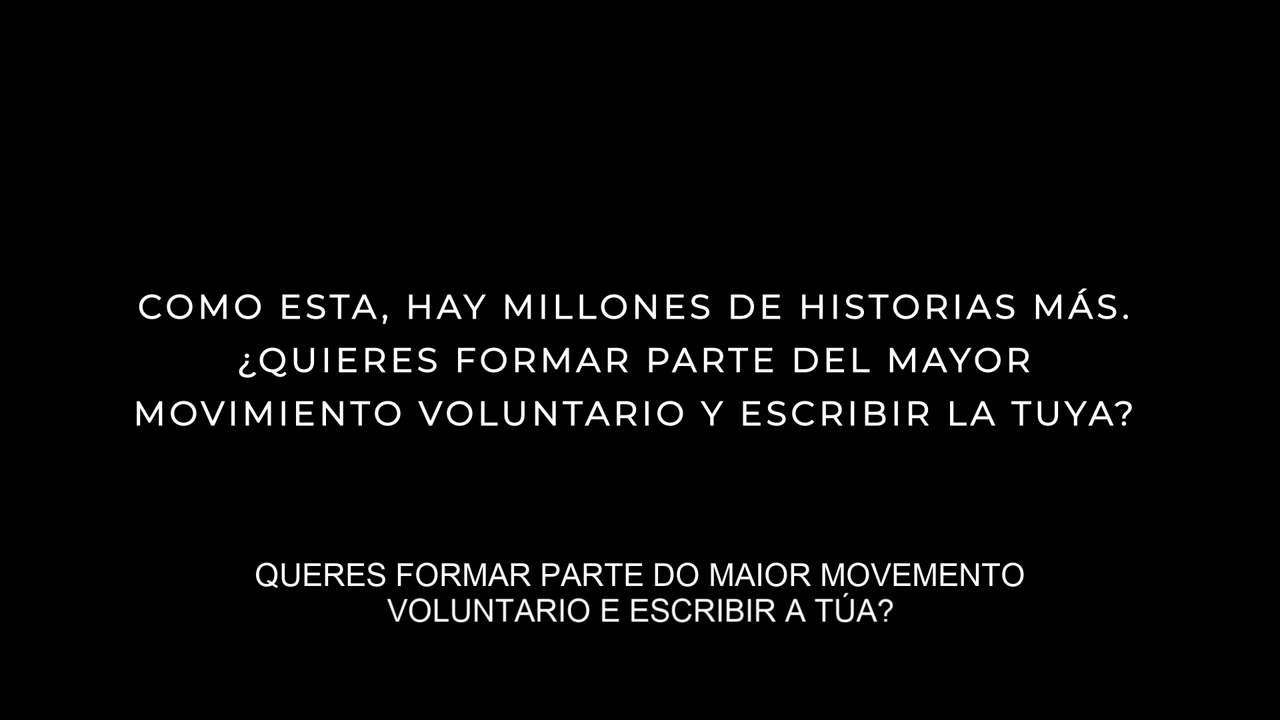 COMO ESTA, HAY MILLONES DE HISTORIAS MÁS.
¿QUIERES FORMAR PARTE DEL MAYOR
MOVIMIENTO VOLUNTARIO Y ESCRIBIR LA TUYA?
QUERES FORMAR PARTE DO MAIOR MOVEMENTO
VOLUNTARIO E ESCRIBIR A TÚA?